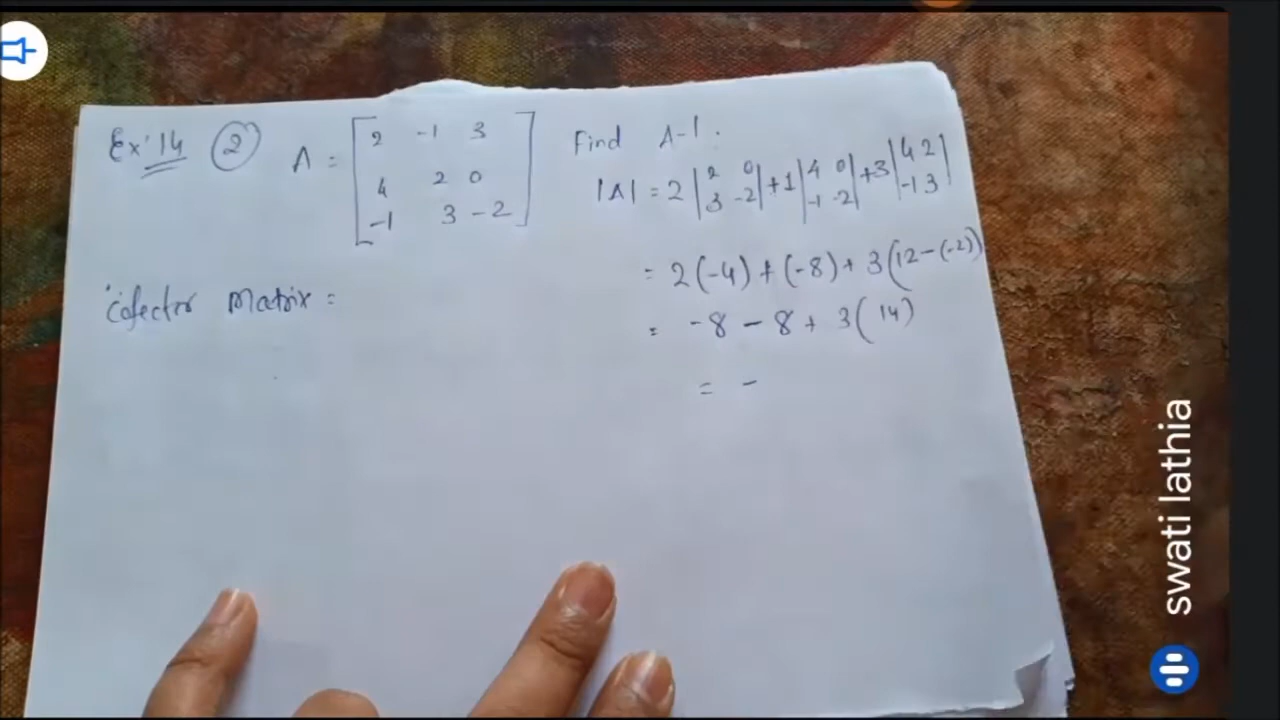 Ex'14 ② A = [2 -1 3 Find A-1.
4 2 0
-1 3 -2]
|A| = 2 |2 0 3 -2| +1 |4 0 -1 -2| +3 |4 2 -1 3|
= 2(-4) + (-8) + 3(12-(-2))
Cofector Matrix =
= -8 - 8 + 3(14)
= -
swati lathia